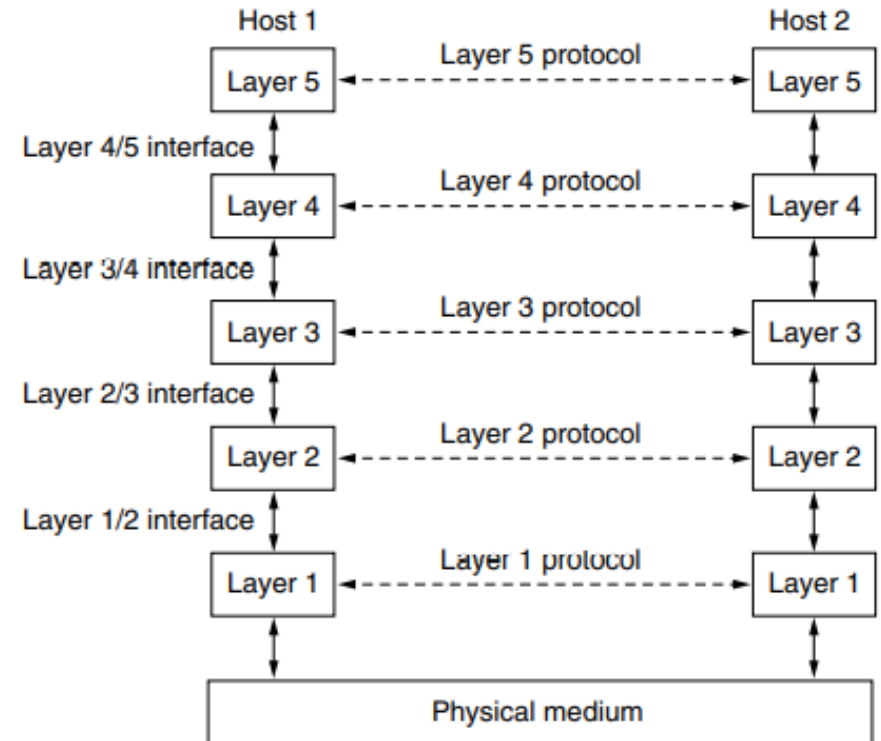 Host 1 Host 2
Layer 5 Layer 5 protocol Layer 5
Layer 4/5 interface
Layer 4 Layer 4 protocol Layer 4
Layer 3/4 interface
Layer 3 Layer 3 protocol Layer 3
Layer 2/3 interface
Layer 2 Layer 2 protocol Layer 2
Layer 1/2 interface
Layer 1 Layer 1 protocol Layer 1
Physical medium